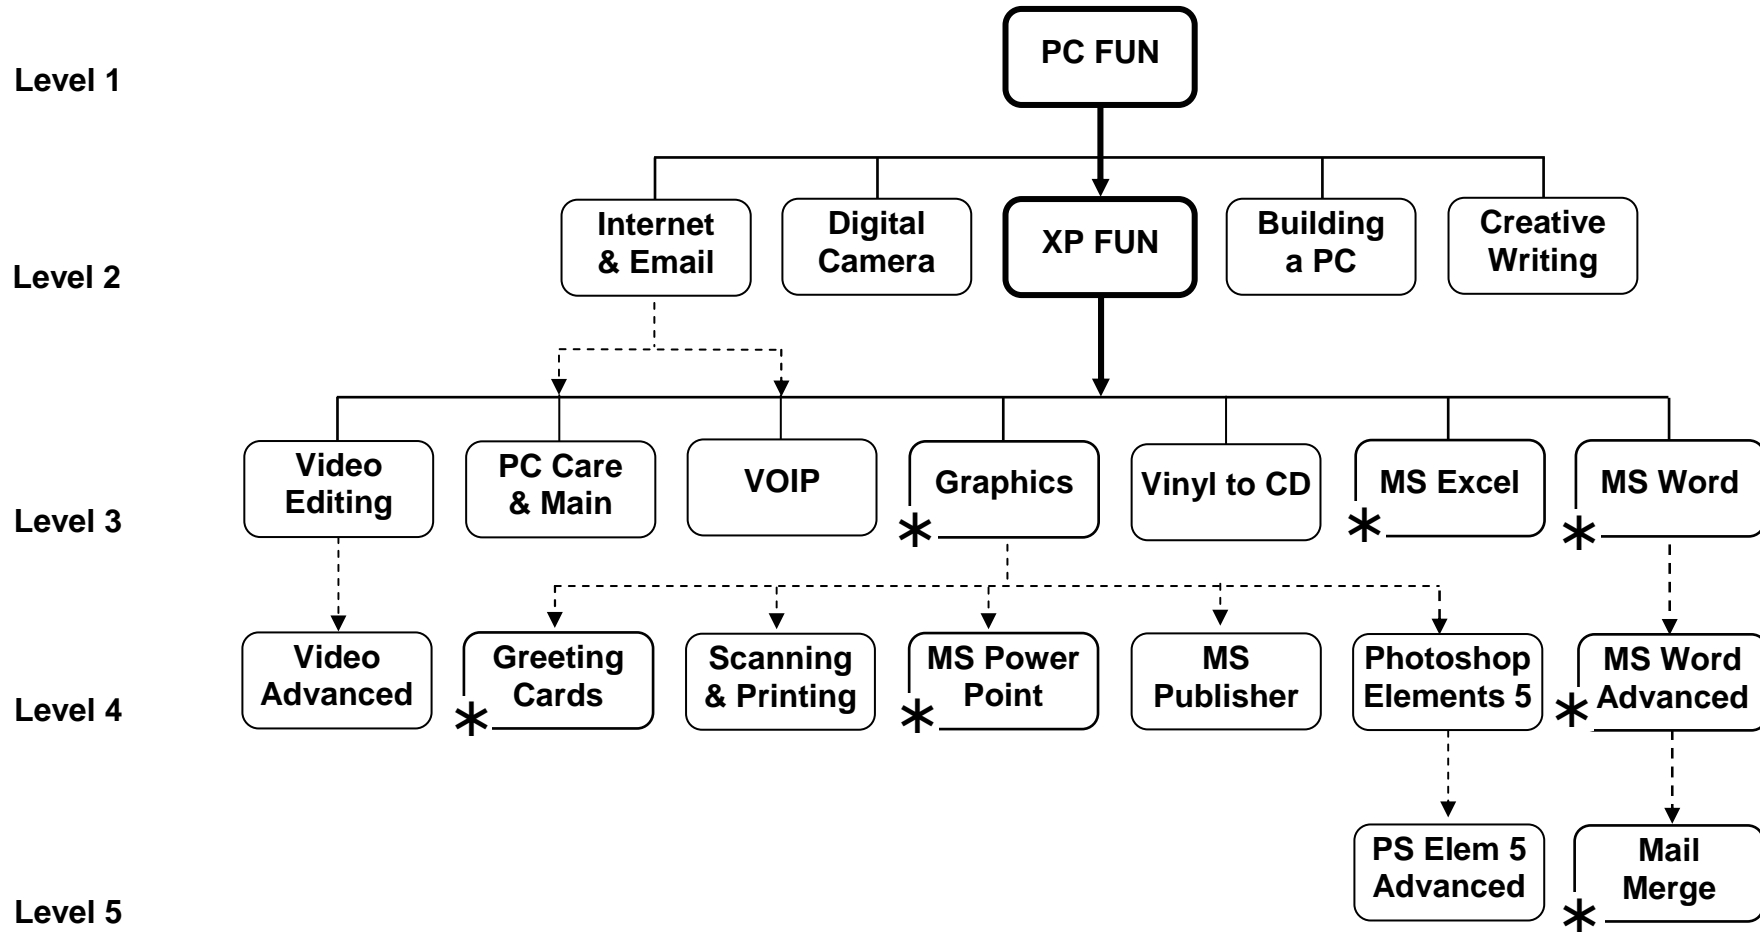 PC FUN
Level 1
Internet
& Email
Digital
Camera
XP FUN
Building
a PC
Creative
Writing
Level 2
Video
Editing
PC Care
& Main
VOIP
Graphics
Vinyl to CD
MS Excel
MS Word
Level 3
Video
Advanced
Greeting
Cards
Scanning
& Printing
MS Power
Point
MS
Publisher
Photoshop
Elements 5
MS Word
Advanced
Level 4
PS Elem 5
Advanced
Mail
Merge
Level 5